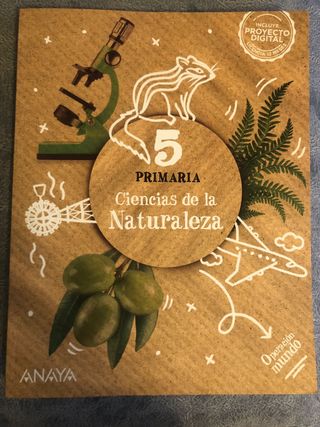 INCLUYE
PROYECTO
DIGITAL
5
PRIMARIA
Ciencias de la
Naturaleza
Operación
mundo
ANAYA